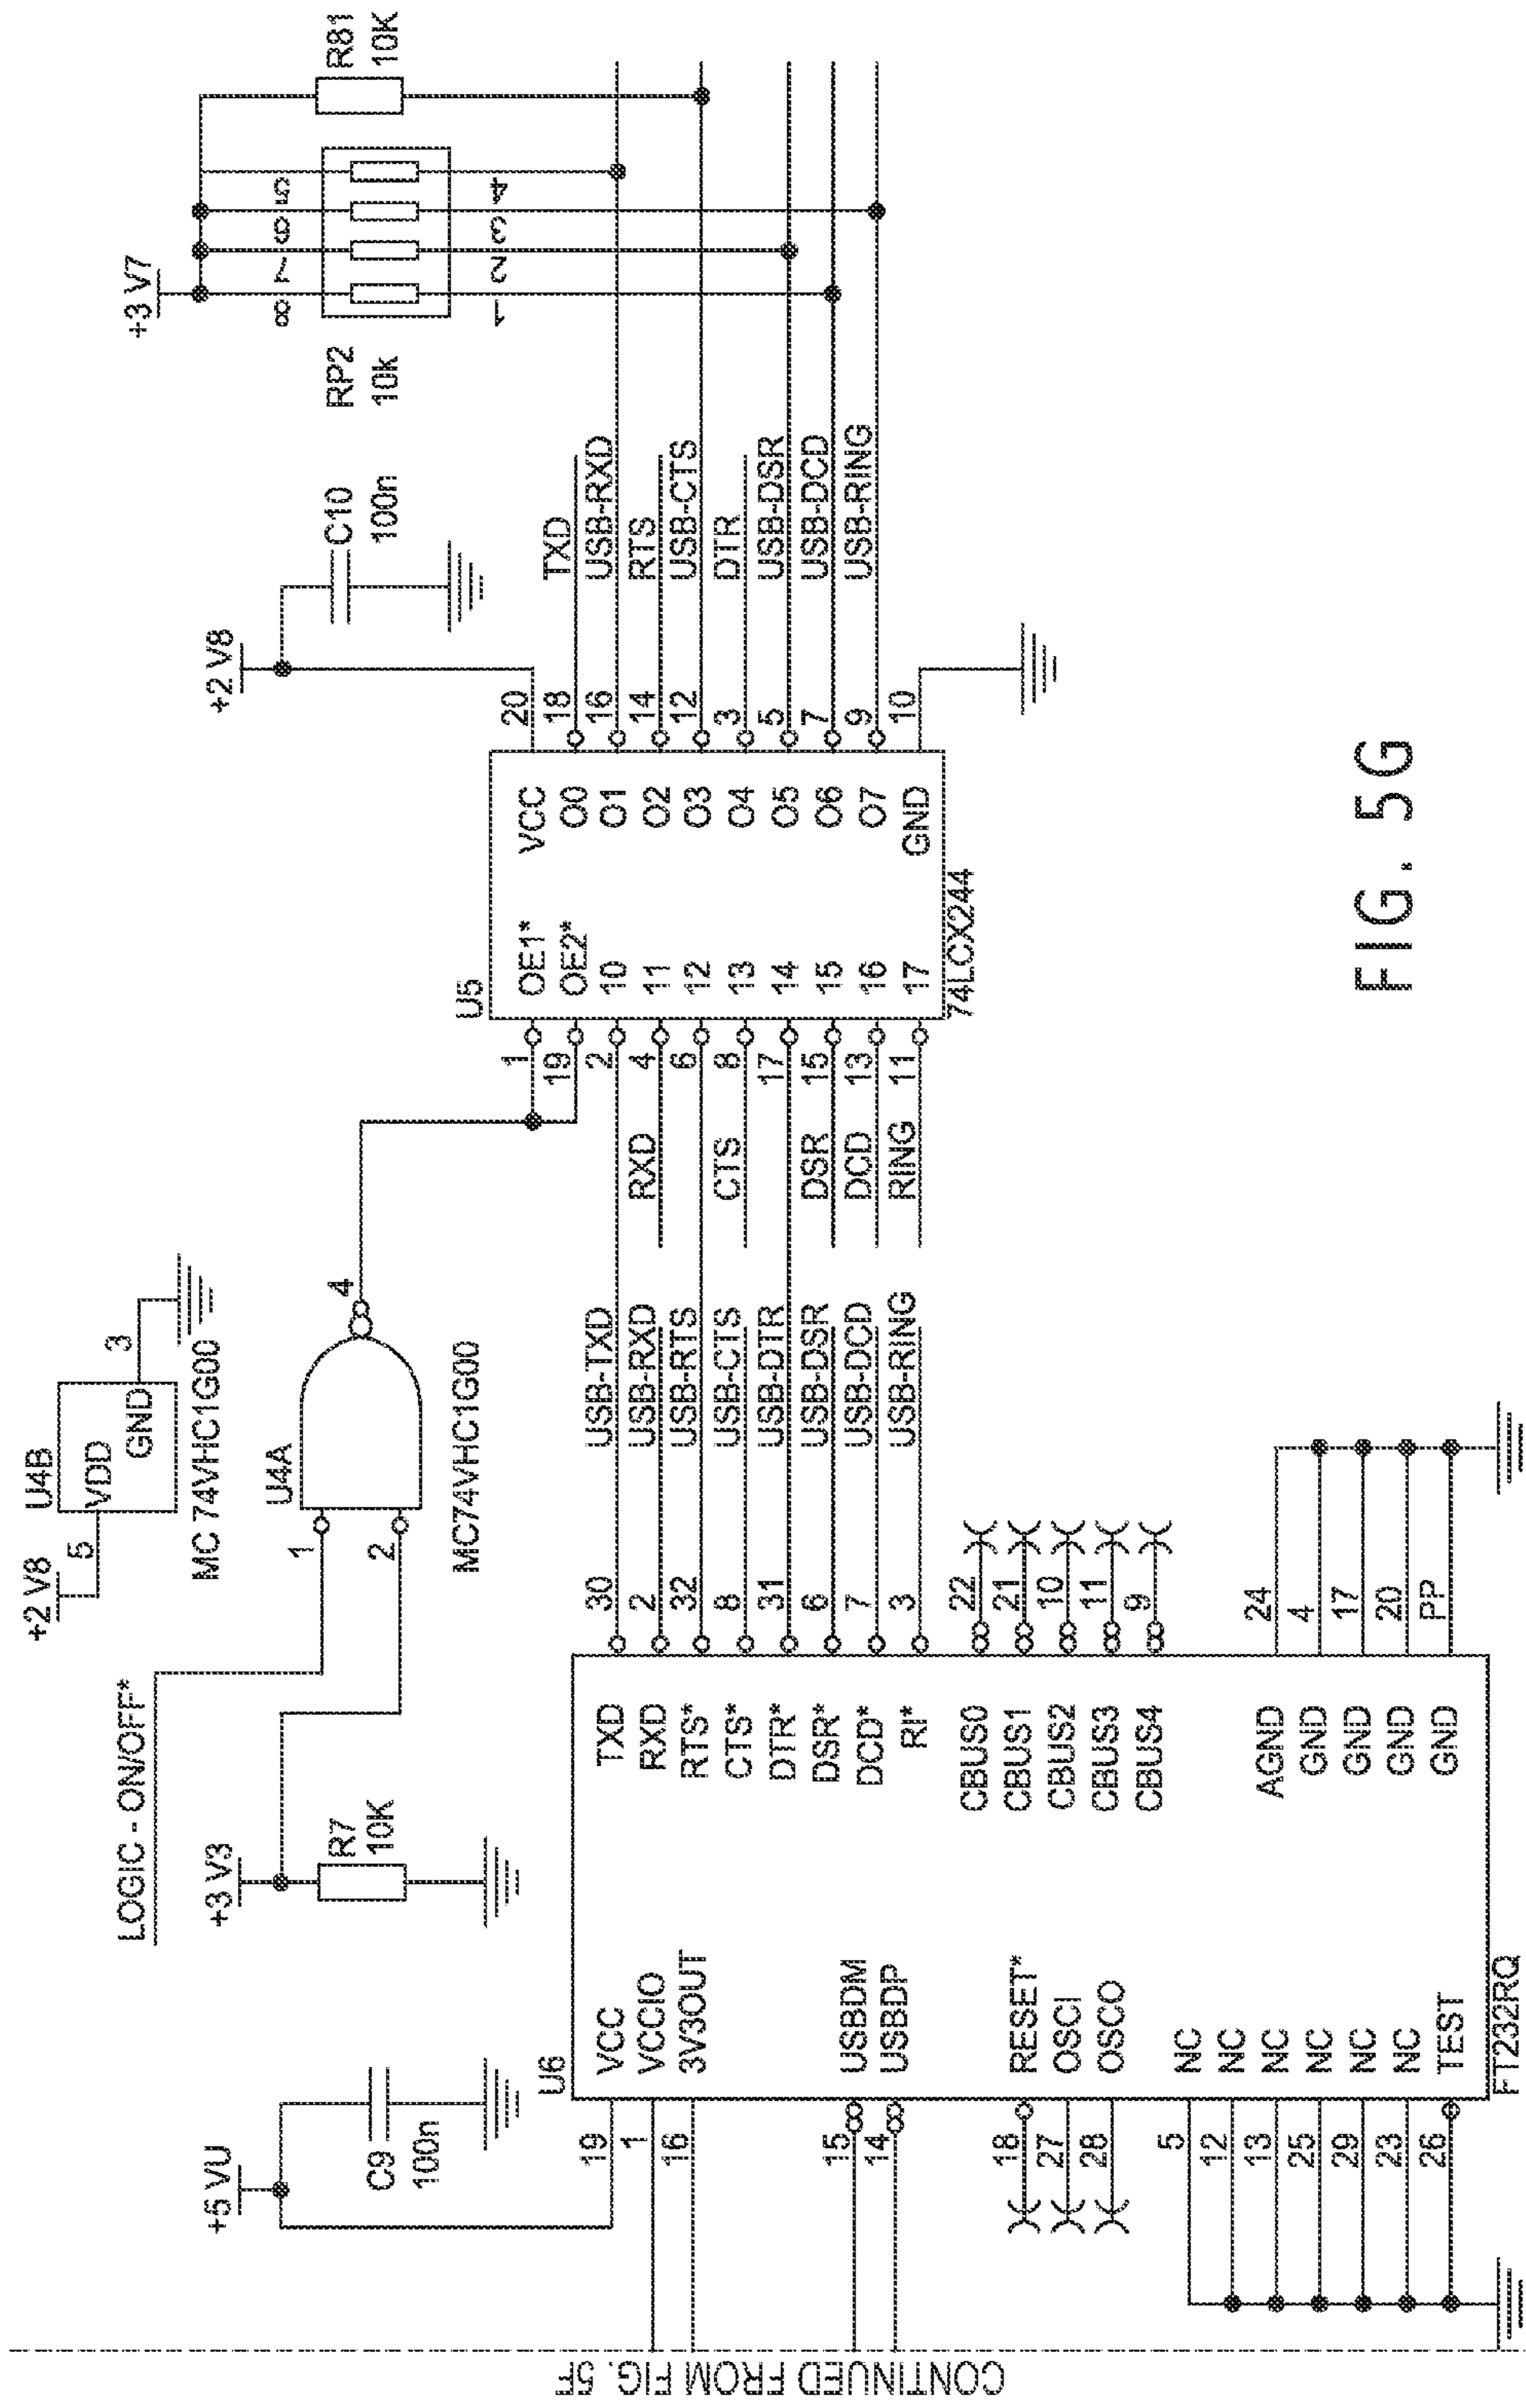 CONTINUED FROM FIG. 5F
+5 VU
C9
100n
+3 V3
R7
10K
LOGIC - ON/OFF*
+2 V8
5
U4B
VDD
GND
3
MC 74VHC1G00
1
2
U4A
4
MC74VHC1G00
U6
19 VCC
1 VCCIO
16 3V3OUT
15 USBDM
14 USBDP
18 RESET*
27 OSCI
28 OSCO
5 NC
12 NC
13 NC
25 NC
29 NC
23 NC
26 TEST
FT232RQ
TXD 30 USB-TXD
RXD 2 USB-RXD
RTS* 32 USB-RTS
CTS* 8 USB-CTS
DTR* 31 USB-DTR
DSR* 6 USB-DSR
DCD* 7 USB-DCD
RI* 3 USB-RING
CBUS0 22
CBUS1 21
CBUS2 10
CBUS3 11
CBUS4 9
AGND 24
GND 4
GND 17
GND 20
GND PP
U5
1 OE1*
19 OE2*
2 10
RXD 4 11
6 12
CTS 8 13
17 14
DSR 15 15
DCD 13 16
RING 11 17
74LCX244
VCC 20
O0 18 TXD
O1 16 USB-RXD
O2 14 RTS
O3 12 USB-CTS
O4 3 DTR
O5 5 USB-DSR
O6 7 USB-DCD
O7 9 USB-RING
GND 10
+2 V8
C10
100n
+3 V7
RP2
10k
8 7 6 5
1 2 3 4
R81
10K
FIG. 5G